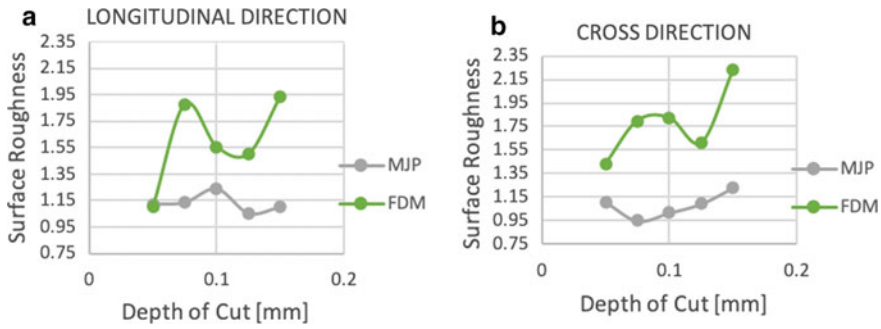 a
LONGITUDINAL DIRECTION
2.35
2.15
1.95
1.75
1.55
1.35
1.15
0.95
0.75
Surface Roughness
0
0.1
0.2
Depth of Cut [mm]
MJP
FDM
b
CROSS DIRECTION
2.35
2.15
1.95
1.75
1.55
1.35
1.15
0.95
0.75
Surface Roughness
0
0.1
0.2
Depth of Cut [mm]
MJP
FDM